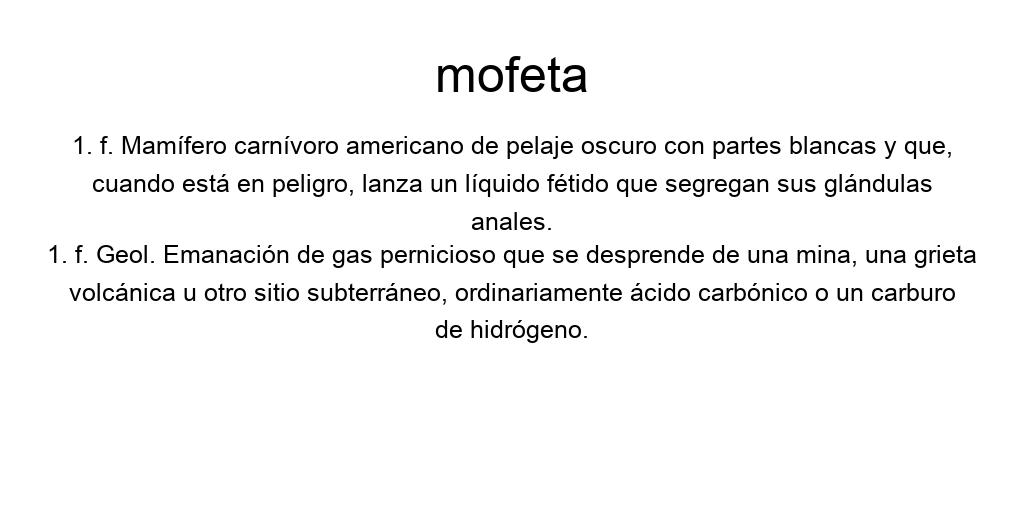 mofeta
1. f. Mamífero carnívoro americano de pelaje oscuro con partes blancas y que,
cuando está en peligro, lanza un líquido fétido que segregan sus glándulas
anales.
1. f. Geol. Emanación de gas pernicioso que se desprende de una mina, una grieta
volcánica u otro sitio subterráneo, ordinariamente ácido carbónico o un carburo
de hidrógeno.